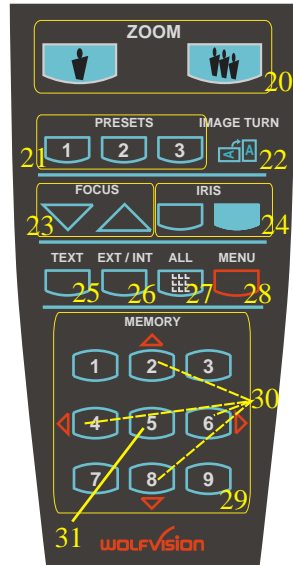 ZOOM
20
PRESETS
IMAGE TURN
21 1 2 3 A A 22
FOCUS
IRIS
23 24
TEXT EXT / INT ALL MENU
25 26 27 28
MEMORY
1 2 3
30
4 5 6
7 8 9
29
31
WOLFVISION